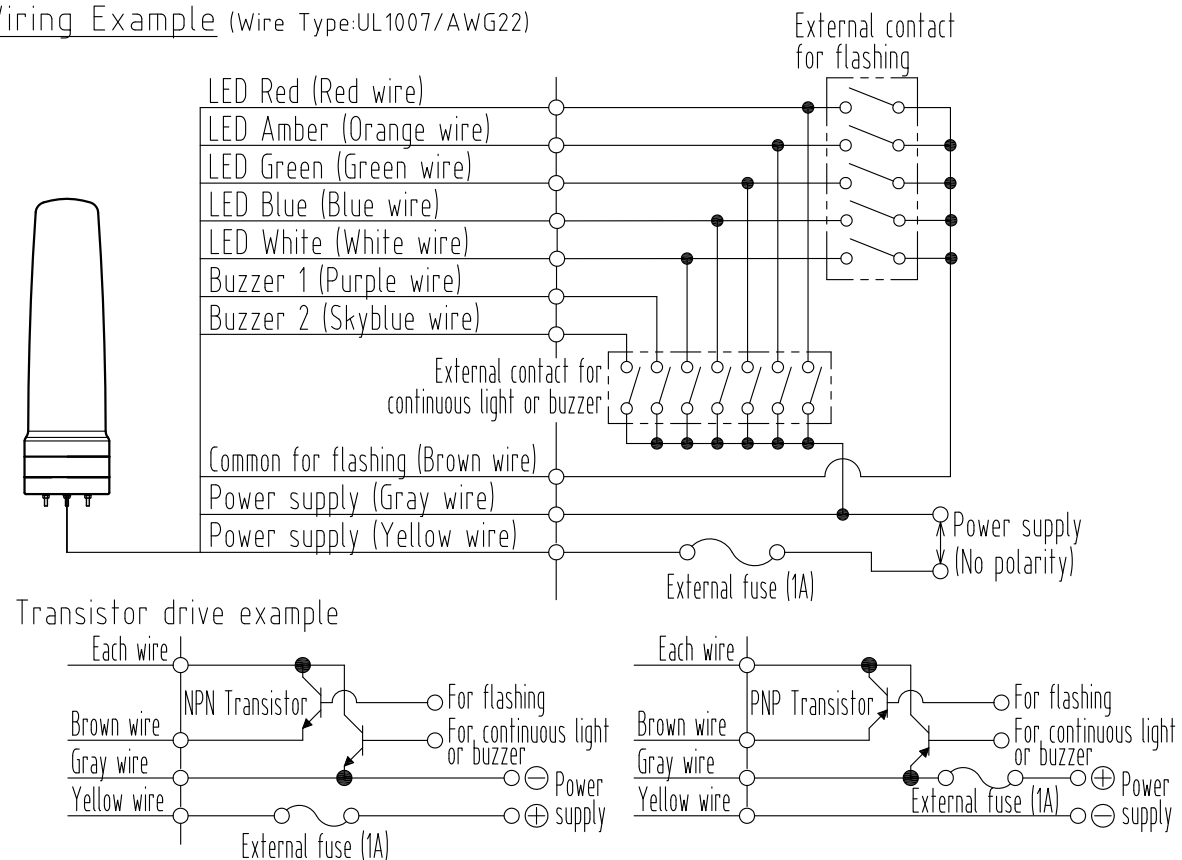 Wiring Example (Wire Type:UL1007/AWG22)
External contact
for flashing
LED Red (Red wire)
LED Amber (Orange wire)
LED Green (Green wire)
LED Blue (Blue wire)
LED White (White wire)
Buzzer 1 (Purple wire)
Buzzer 2 (Skyblue wire)
External contact for
continuous light or buzzer
Common for flashing (Brown wire)
Power supply (Gray wire)
Power supply (Yellow wire)
Power supply
(No polarity)
External fuse (1A)
Transistor drive example
Each wire
NPN Transistor
For flashing
Brown wire
For continuous light
or buzzer
Gray wire
⊖ Power
Yellow wire
⊕ supply
External fuse (1A)
Each wire
PNP Transistor
For flashing
Brown wire
For continuous light
or buzzer
Gray wire
⊕ Power
Yellow wire
External fuse (1A)
⊖ supply